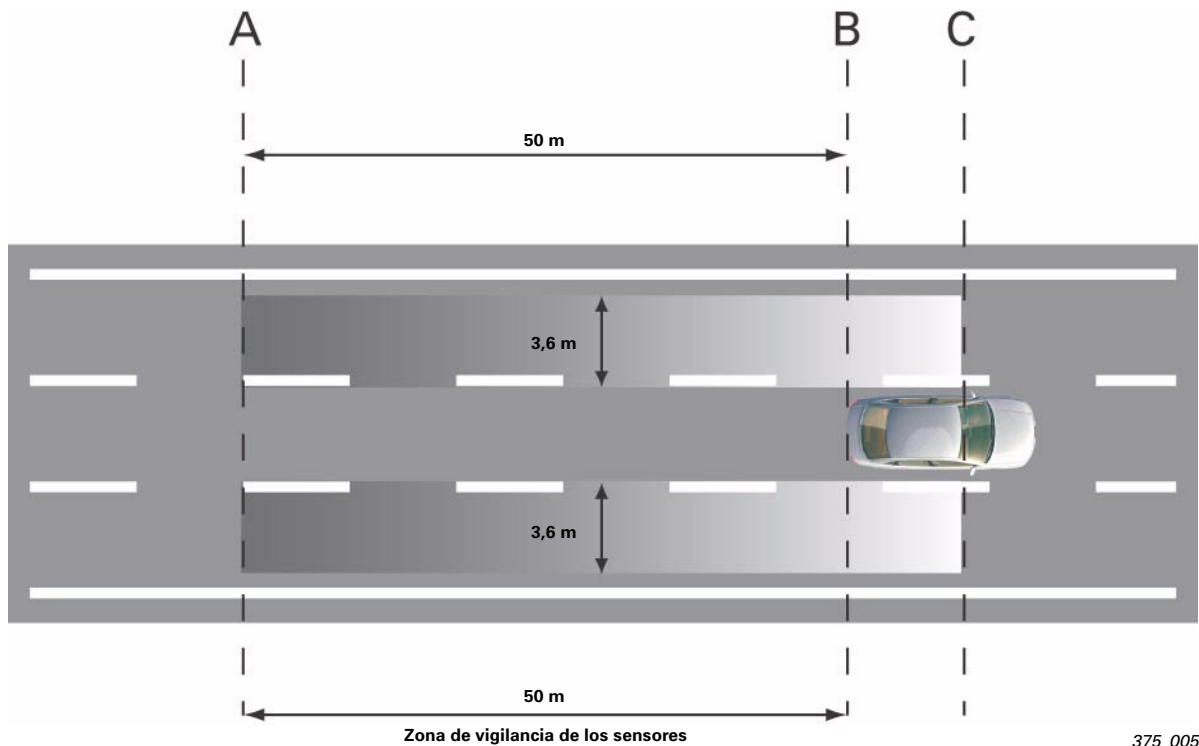 A
B
C
50 m
3,6 m
3,6 m
50 m
Zona de vigilancia de los sensores
375_005